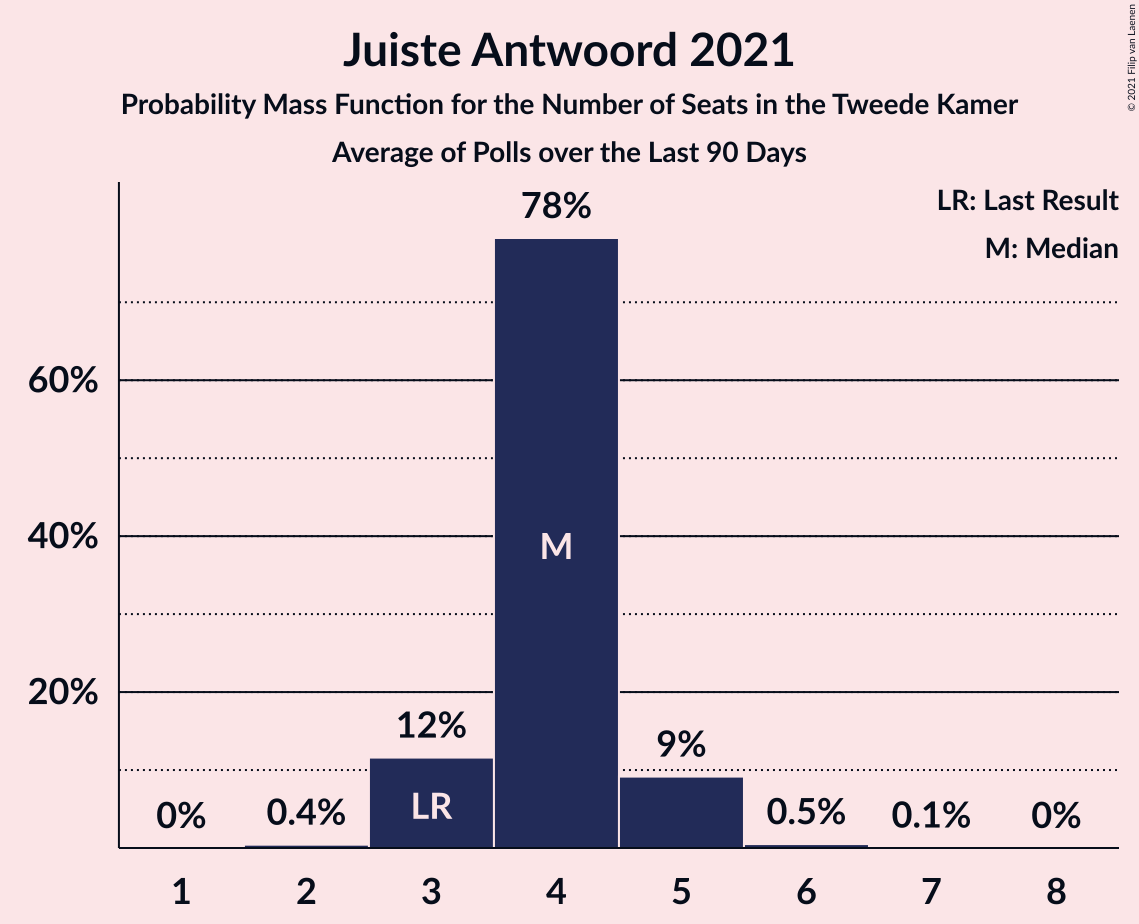 Juiste Antwoord 2021
Probability Mass Function for the Number of Seats in the Tweede Kamer
Average of Polls over the Last 90 Days
© 2021 Filip van Laenen
LR: Last Result
M: Median
78%
60%
40%
20%
M
12%
LR
9%
0%
0.4%
0.5%
0.1%
0%
1 2 3 4 5 6 7 8